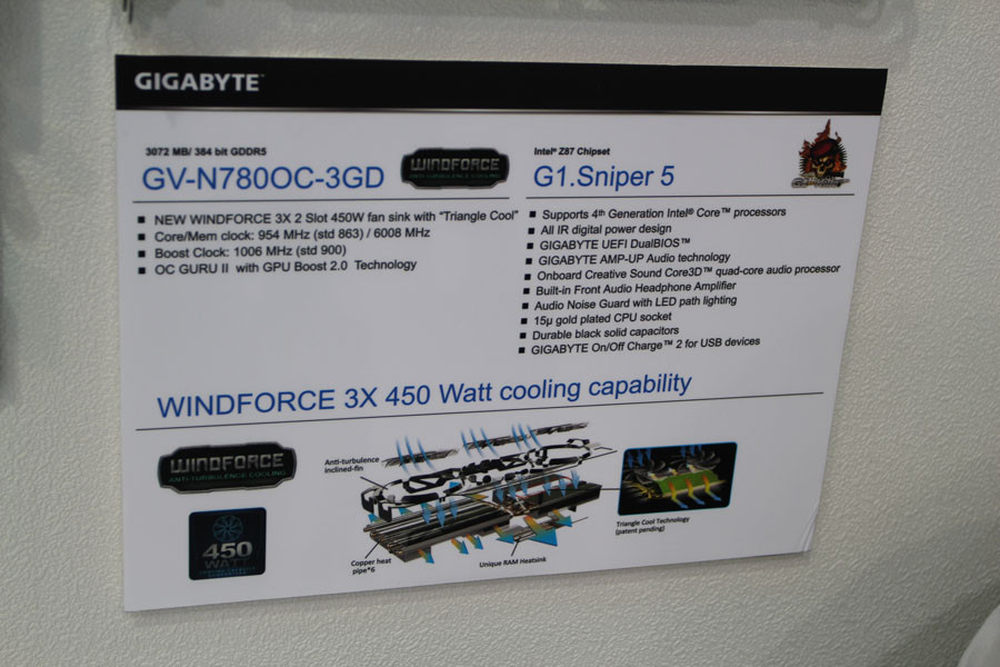 GIGABYTE™
3072 MB/ 384 bit GDDR5
GV-N780OC-3GD
WINDFORCE
ANTI-TURBULENCE COOLING
■ NEW WINDFORCE 3X 2 Slot 450W fan sink with “Triangle Cool”
■ Core/Mem clock: 954 MHz (std 863) / 6008 MHz
■ Boost Clock: 1006 MHz (std 900)
■ OC GURU II with GPU Boost 2.0 Technology
Intel® Z87 Chipset
G1.Sniper 5
■ Supports 4th Generation Intel® Core™ processors
■ All IR digital power design
■ GIGABYTE UEFI DualBIOS™
■ GIGABYTE AMP-UP Audio technology
■ Onboard Creative Sound Core3D™ quad-core audio processor
■ Built-in Front Audio Headphone Amplifier
■ Audio Noise Guard with LED path lighting
■ 15µ gold plated CPU socket
■ Durable black solid capacitors
■ GIGABYTE On/Off Charge™ 2 for USB devices
WINDFORCE 3X 450 Watt cooling capability
WINDFORCE
ANTI-TURBULENCE COOLING
450
WATT
Anti-turbulence
inclined-fin
Copper heat
pipe*6
Unique RAM Heatsink
Triangle Cool Technology
(patent pending)